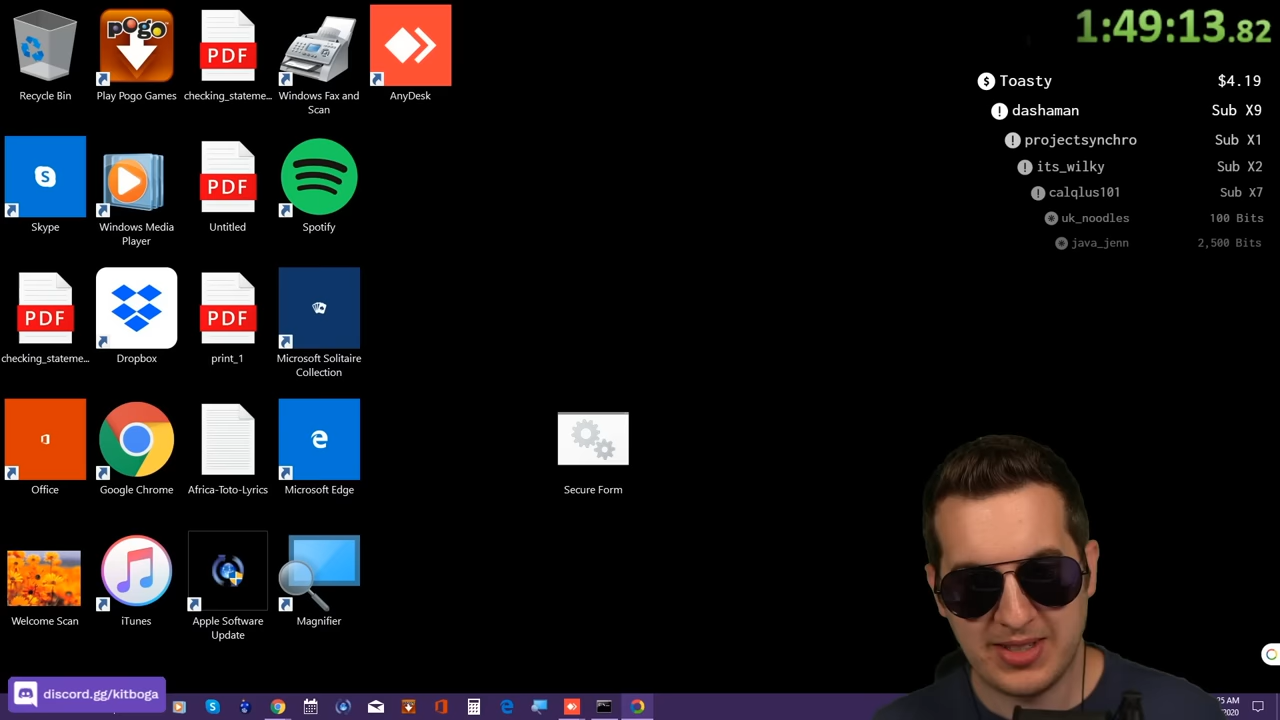 1:49:13.82
Toasty $4.19
dashaman Sub X9
projectsynchro Sub X1
its_wilky Sub X2
calqlus101 Sub X7
uk_noodles 100 Bits
java_jenn 2,500 Bits
pogo
PDF
Recycle Bin
Play Pogo Games
checking_stateme...
Windows Fax and
Scan
AnyDesk
S
PDF
Skype
Windows Media
Player
Untitled
Spotify
PDF
PDF
checking_stateme...
Dropbox
print_1
Microsoft Solitaire
Collection
Office
Google Chrome
Africa-Toto-Lyrics
Microsoft Edge
Secure Form
Welcome Scan
iTunes
Apple Software
Update
Magnifier
discord.gg/kitboga
AM
2020